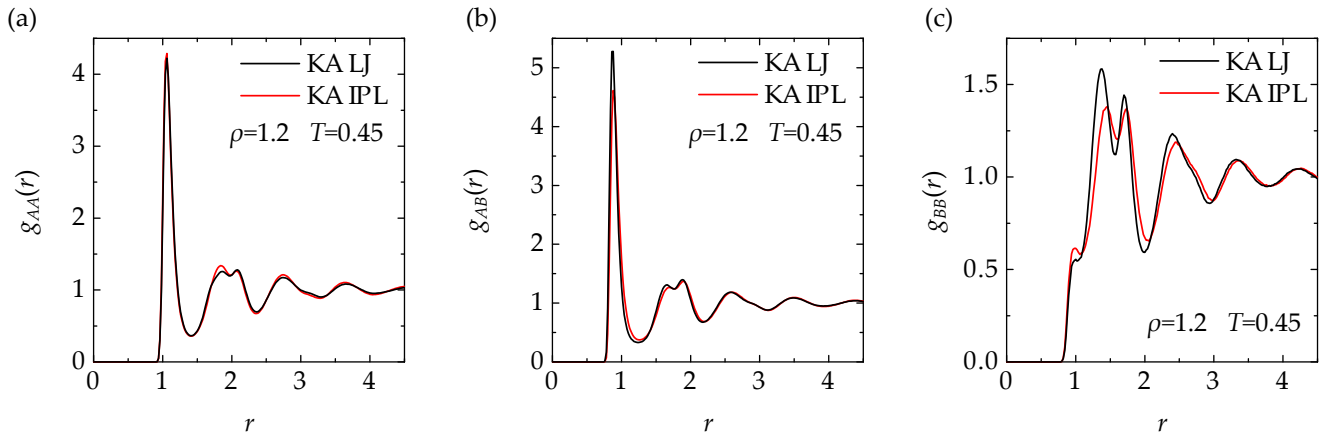 (a)
4
3
2
1
0
0 1 2 3 4
g_AA(r)
r
KA LJ
KA IPL
ρ=1.2 T=0.45
(b)
5
4
3
2
1
0
0 1 2 3 4
g_AB(r)
r
KA LJ
KA IPL
ρ=1.2 T=0.45
(c)
1.5
1.0
0.5
0.0
0 1 2 3 4
g_BB(r)
r
KA LJ
KA IPL
ρ=1.2 T=0.45